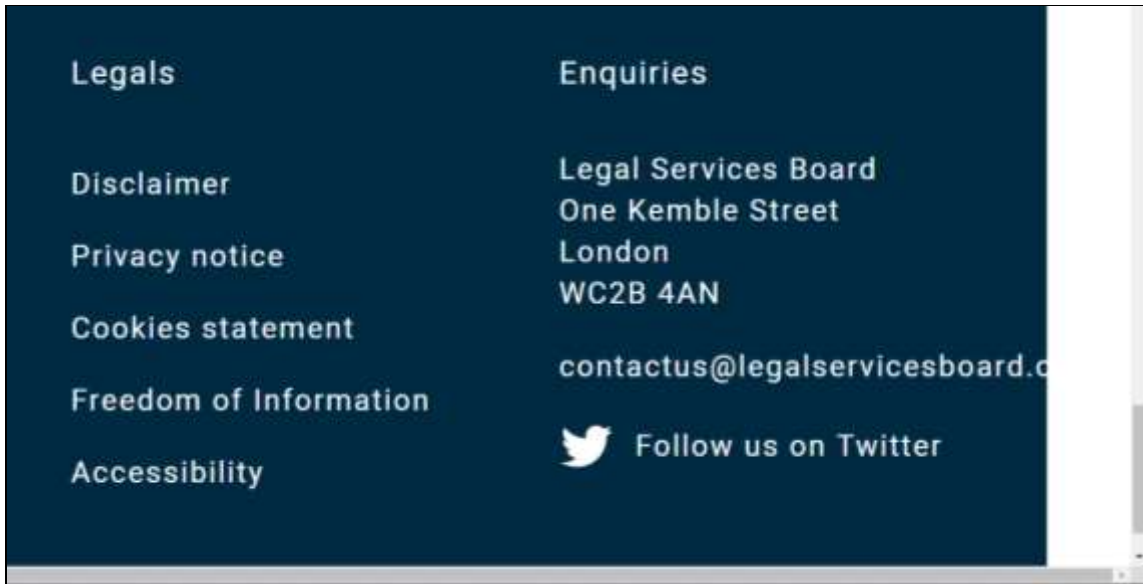 Legals
Disclaimer
Privacy notice
Cookies statement
Freedom of Information
Accessibility
Enquiries
Legal Services Board
One Kemble Street
London
WC2B 4AN
contactus@legalservicesboard.
Follow us on Twitter